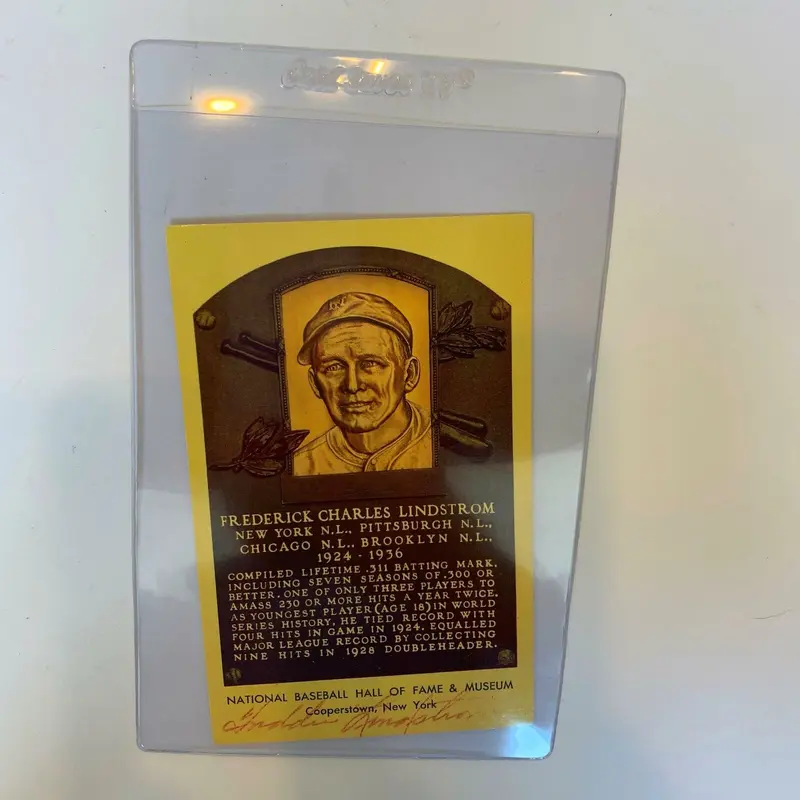 NY
FREDERICK CHARLES LINDSTROM
NEW YORK N.L., PITTSBURGH N.L.,
CHICAGO N.L., BROOKLYN N.L.,
1924 - 1936
COMPILED LIFETIME .311 BATTING MARK.
INCLUDING SEVEN SEASONS OF .300 OR
BETTER. ONE OF ONLY THREE PLAYERS TO
AMASS 230 OR MORE HITS A YEAR TWICE.
AS YOUNGEST PLAYER (AGE 18) IN WORLD
SERIES HISTORY, HE TIED RECORD WITH
FOUR HITS IN GAME IN 1924. EQUALLED
MAJOR LEAGUE RECORD BY COLLECTING
NINE HITS IN 1928 DOUBLEHEADER.
NATIONAL BASEBALL HALL OF FAME & MUSEUM
Cooperstown, New York
Freddie Lindstrom